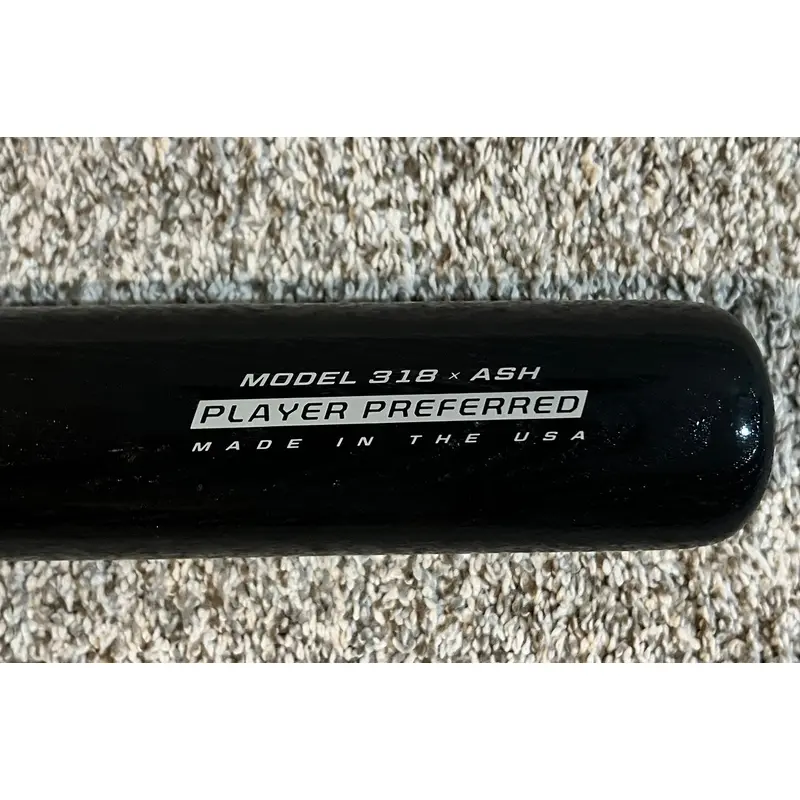 MODEL 318 × ASH
PLAYER PREFERRED
MADE IN THE USA